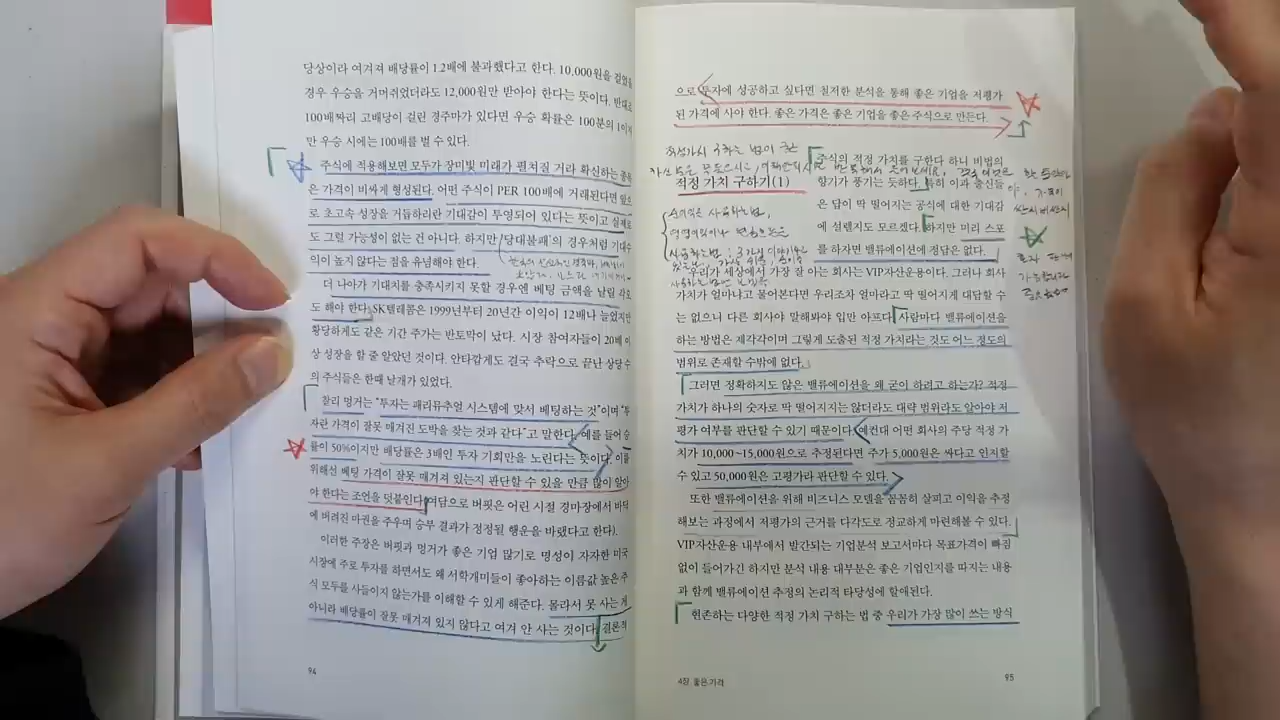 당상이라 여겨져 배당률이 1.2배에 불과했다고 한다. 10,000원을 걸었을
경우 우승을 거머쥐었더라도 12,000원만 받아야 한다는 뜻이다. 반대로
100배짜리 고배당이 걸린 경주마가 있다면 우승 확률은 100분의 1이지
만 우승 시에는 100배를 벌 수 있다.
주식에 적용해보면 모두가 장미빛 미래가 펼쳐질 거라 확신하는 종목
은 가격이 비싸게 형성된다. 어떤 주식이 PER 100배에 거래된다면 앞으
로 초고속 성장을 거듭하리란 기대감이 투영되어 있다는 뜻이고 실제로
도 그럴 가능성이 없는 건 아니다. 하지만 '당대불패'의 경우처럼 기대수
익이 높지 않다는 점을 유념해야 한다.
더 나아가 기대치를 충족시키지 못할 경우엔 베팅 금액을 날릴 각오
도 해야 한다. SK텔레콤은 1999년부터 20년간 이익이 12배나 늘었지만
황당하게도 같은 기간 주가는 반토막이 났다. 시장 참여자들이 20배 이
상 성장을 할 줄 알았던 것이다. 안타깝게도 결국 추락으로 끝난 상당수
의 주식들은 한때 날개가 있었다.
찰리 멍거는 "투자는 패리뮤추얼 시스템에 맞서 베팅하는 것"이며 "투
자란 가격이 잘못 매겨진 도박을 찾는 것과 같다"고 말한다. 예를 들어 승
률이 50%이지만 배당률은 3배인 투자 기회만을 노린다는 뜻이다. 이를
위해선 베팅 가격이 잘못 매겨져 있는지 판단할 수 있을 만큼 많이 알아
야 한다는 조언을 덧붙인다(여담으로 버핏은 어린 시절 경마장에서 바닥
에 버려진 마권을 주우며 승부 결과가 정정될 행운을 바랬다고 한다).
이러한 주장은 버핏과 멍거가 좋은 기업 많기로 명성이 자자한 미국
시장에 주로 투자를 하면서도 왜 서학개미들이 좋아하는 이름값 높은 주
식 모두를 사들이지 않는가를 이해할 수 있게 해준다. 몰라서 못 사는 게
아니라 배당률이 잘못 매겨져 있지 않다고 여겨 안 사는 것이다. 결론적
94
으로 투자에 성공하고 싶다면 철저한 분석을 통해 좋은 기업을 저평가
된 가격에 사야 한다. 좋은 가격은 좋은 기업을 좋은 주식으로 만든다.
적정 가치 구하기(1)
주식의 적정 가치를 구한다 하니 비법의
향기가 풍기는 듯하다. 특히 이과 출신들
은 답이 딱 떨어지는 공식에 대한 기대감
에 설렐지도 모르겠다. 하지만 미리 스포
를 하자면 밸류에이션에 정답은 없다.
우리가 세상에서 가장 잘 아는 회사는 VIP자산운용이다. 그러나 회사
가치가 얼마냐고 물어본다면 우리조차 얼마라고 딱 떨어지게 대답할 수
는 없으니 다른 회사야 말해봐야 입만 아프다. 사람마다 밸류에이션을
하는 방법은 제각각이며 그렇게 도출된 적정 가치라는 것도 어느 정도의
범위로 존재할 수밖에 없다.
그러면 정확하지도 않은 밸류에이션을 왜 굳이 하려고 하는가? 적정
가치가 하나의 숫자로 딱 떨어지지는 않더라도 대략 범위라도 알아야 저
평가 여부를 판단할 수 있기 때문이다. 예컨대 어떤 회사의 주당 적정 가
치가 10,000~15,000원으로 추정된다면 주가 5,000원은 싸다고 인지할
수 있고 50,000원은 고평가라 판단할 수 있다.
또한 밸류에이션을 위해 비즈니스 모델을 꼼꼼히 살피고 이익을 추정
해보는 과정에서 저평가의 근거를 다각도로 정교하게 마련해볼 수 있다.
VIP자산운용 내부에서 발간되는 기업분석 보고서마다 목표가격이 빠짐
없이 들어가긴 하지만 분석 내용 대부분은 좋은 기업인지를 따지는 내용
과 함께 밸류에이션 추정의 논리적 타당성에 할애된다.
현존하는 다양한 적정 가치 구하는 법 중 우리가 가장 많이 쓰는 방식
4장 좋은 가격
95